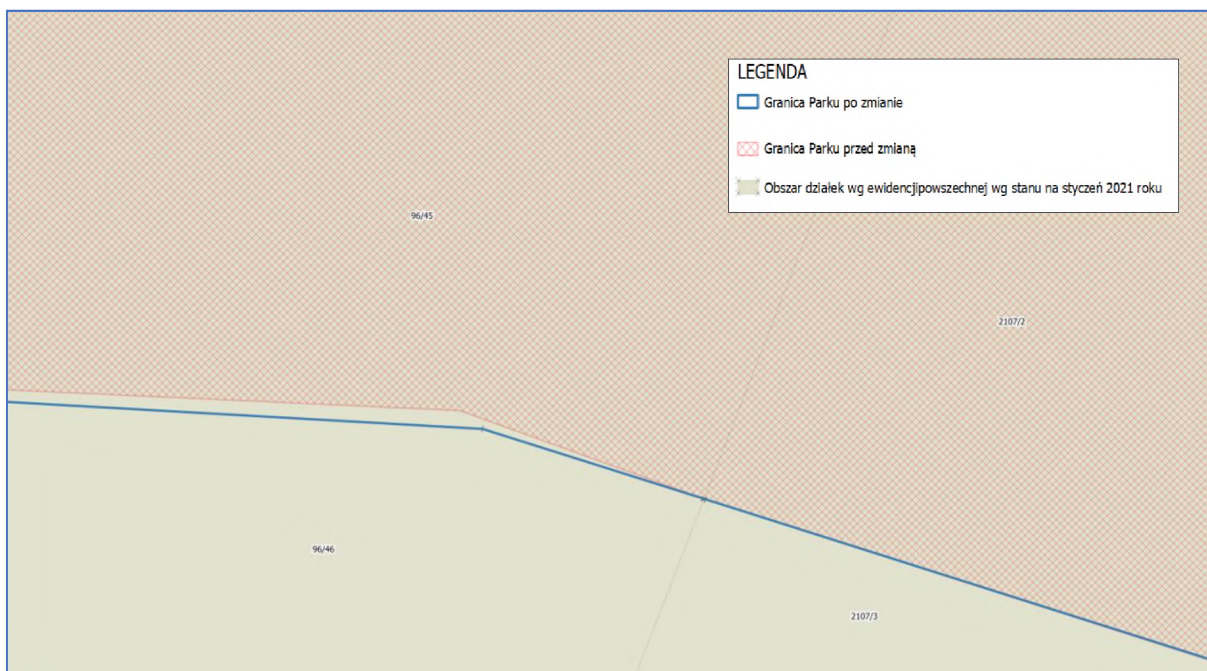 LEGENDA
Granica Parku po zmianie
Granica Parku przed zmianą
Obszar działek wg ewidencjipowszechnej wg stanu na styczeń 2021 roku
96/45
2107/2
96/46
2107/3